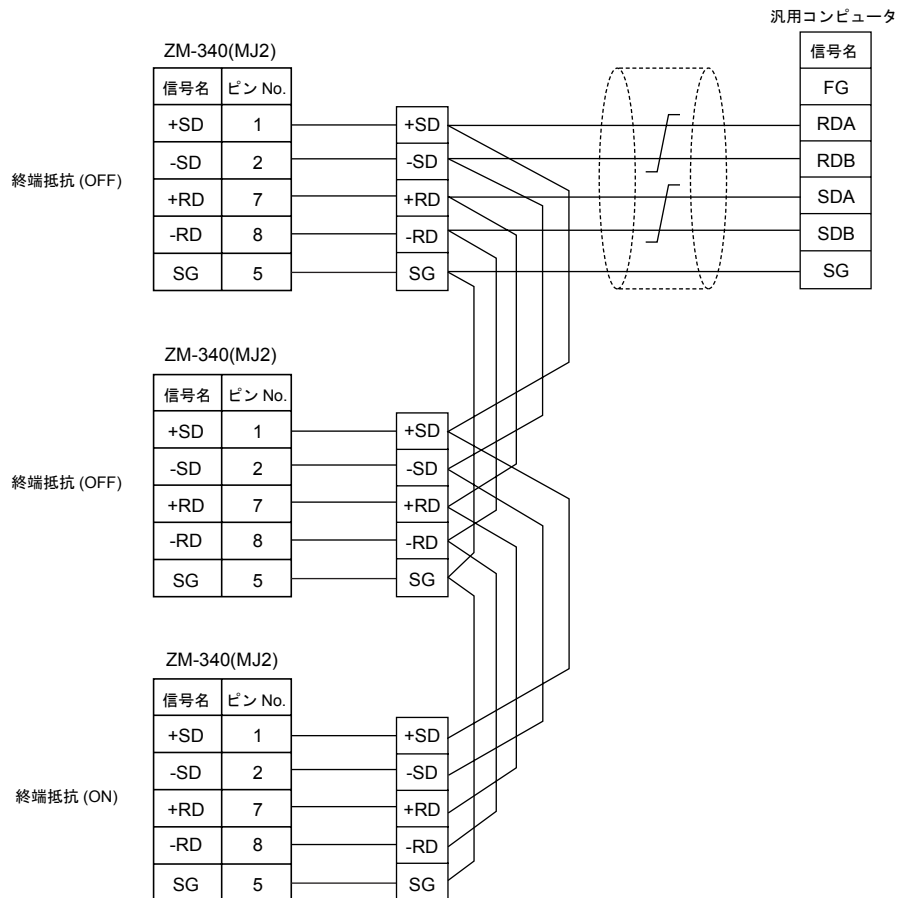 汎用コンピュータ
信号名
FG
RDA
RDB
SDA
SDB
SG
ZM-340(MJ2)
信号名 ピン No.
+SD 1 +SD
-SD 2 -SD
+RD 7 +RD
-RD 8 -RD
SG 5 SG
終端抵抗 (OFF)
ZM-340(MJ2)
信号名 ピン No.
+SD 1 +SD
-SD 2 -SD
+RD 7 +RD
-RD 8 -RD
SG 5 SG
終端抵抗 (OFF)
ZM-340(MJ2)
信号名 ピン No.
+SD 1 +SD
-SD 2 -SD
+RD 7 +RD
-RD 8 -RD
SG 5 SG
終端抵抗 (ON)